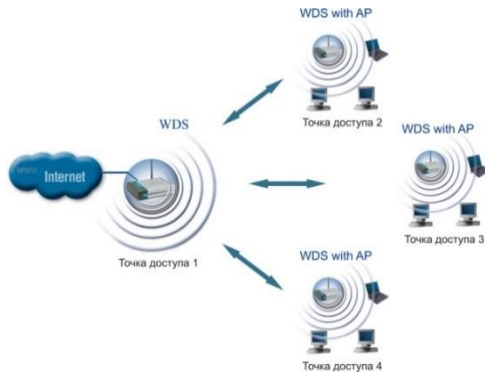 WDS with AP
Точка доступа 2
WDS
WDS with AP
www
Internet
Точка доступа 1
Точка доступа 3
WDS with AP
Точка доступа 4